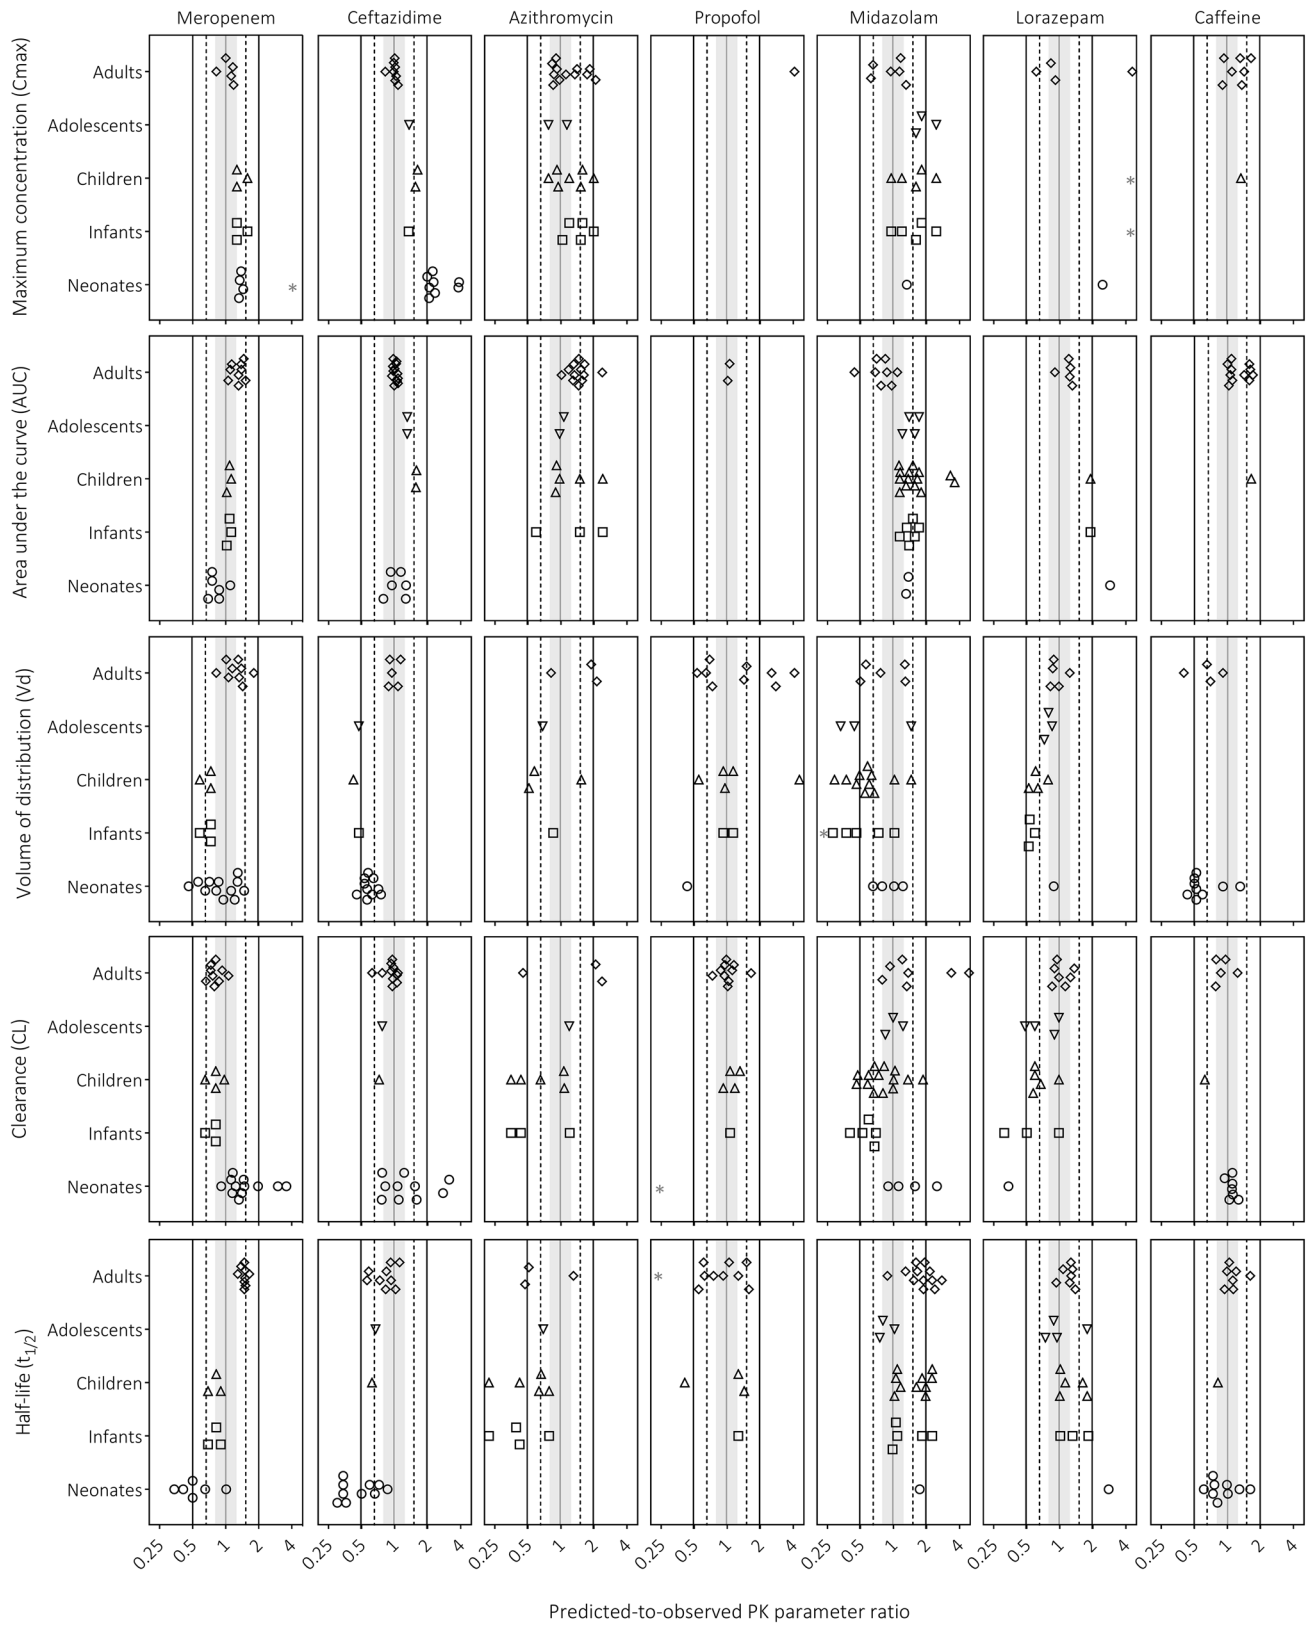 Meropenem Ceftazidime Azithromycin Propofol Midazolam Lorazepam Caffeine
Maximum concentration (Cmax)
Adults
Adolescents
Children
Infants
Neonates
*
*
*
Area under the curve (AUC)
Adults
Adolescents
Children
Infants
Neonates
Volume of distribution (Vd)
Adults
Adolescents
Children
Infants
Neonates
*
Clearance (CL)
Adults
Adolescents
Children
Infants
Neonates
*
Half-life (t1/2)
Adults
Adolescents
Children
Infants
Neonates
*
0.25 0.5 1 2 4 0.25 0.5 1 2 4 0.25 0.5 1 2 4 0.25 0.5 1 2 4 0.25 0.5 1 2 4 0.25 0.5 1 2 4 0.25 0.5 1 2 4
Predicted-to-observed PK parameter ratio